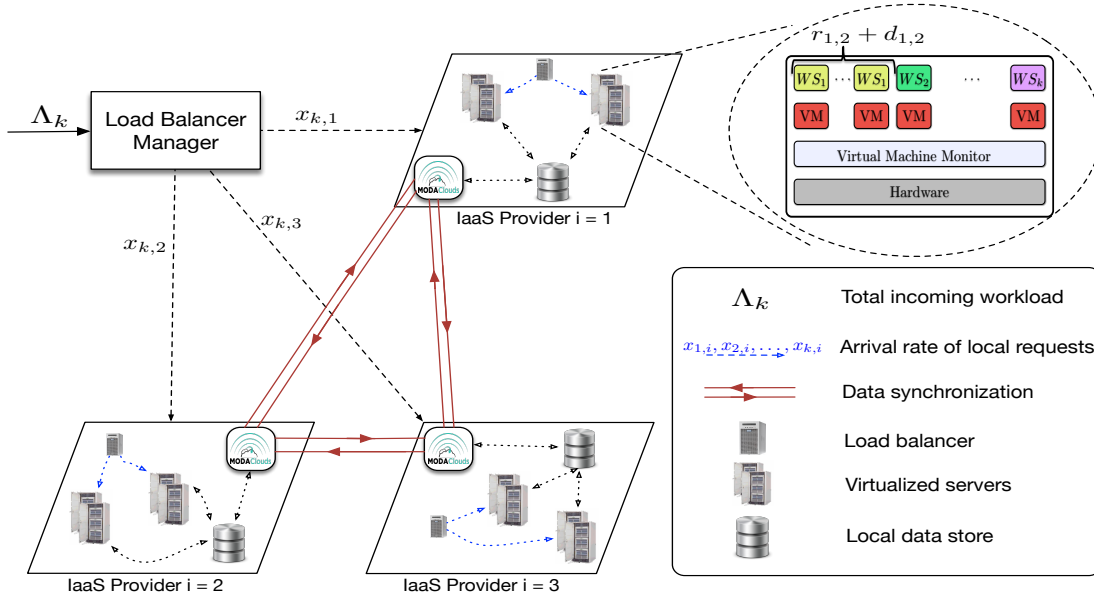 Λ_k
Load Balancer
Manager
x_{k,1}
x_{k,2}
x_{k,3}
MODAClouds
IaaS Provider i = 1
r_{1,2} + d_{1,2}
WS_1 ··· WS_1 WS_2 ··· WS_k
VM VM VM VM
Virtual Machine Monitor
Hardware
MODAClouds
IaaS Provider i = 2
MODAClouds
IaaS Provider i = 3
Λ_k Total incoming workload
x_{1,i}, x_{2,i}, ..., x_{k,i} Arrival rate of local requests
Data synchronization
Load balancer
Virtualized servers
Local data store